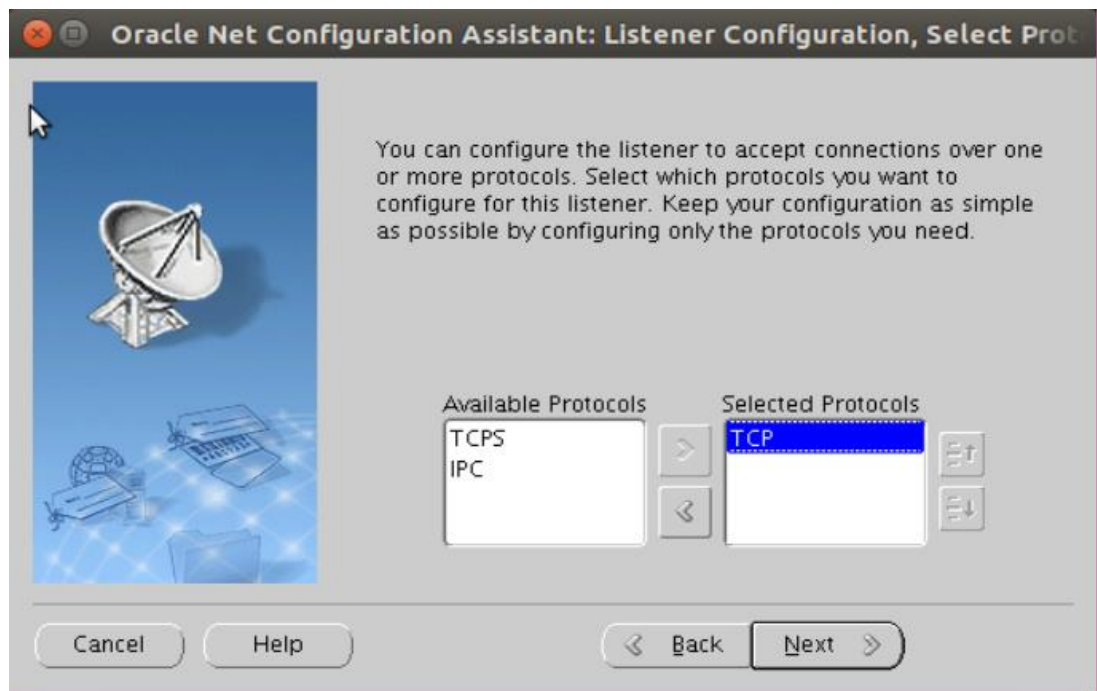 Oracle Net Configuration Assistant: Listener Configuration, Select Prot
You can configure the listener to accept connections over one
or more protocols. Select which protocols you want to
configure for this listener. Keep your configuration as simple
as possible by configuring only the protocols you need.
Available Protocols
TCPS
IPC
Selected Protocols
TCP
Cancel
Help
Back
Next